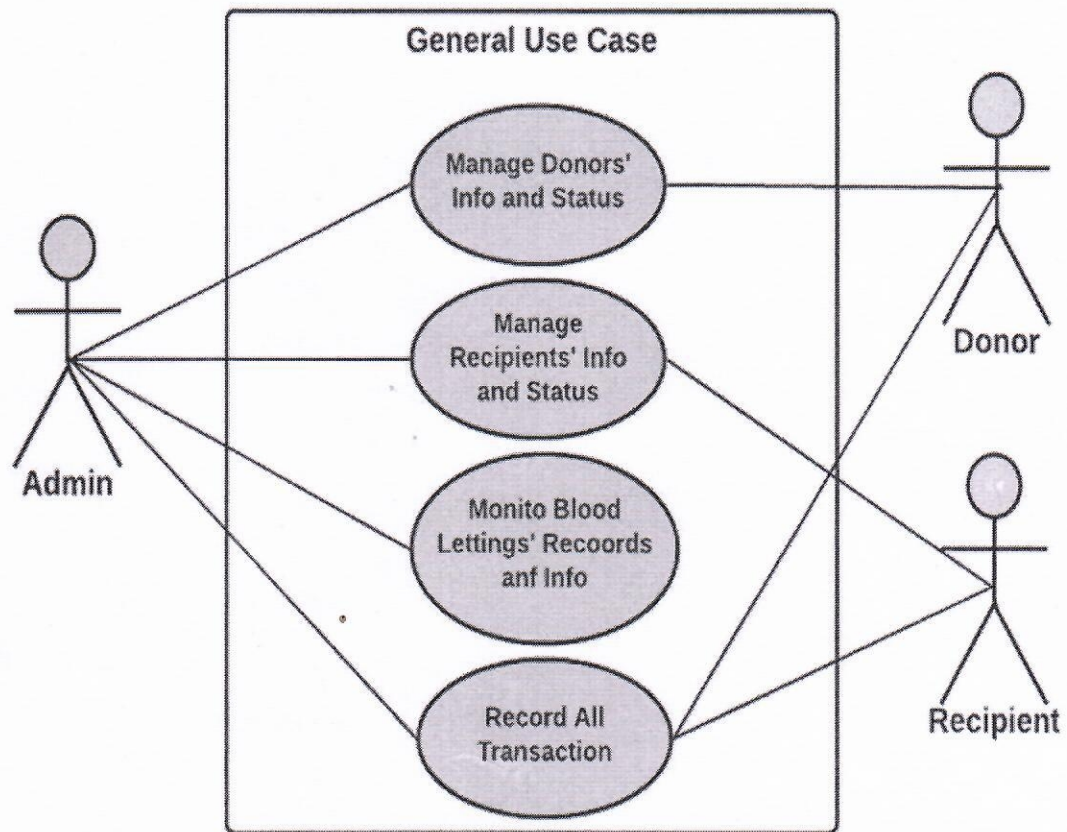 General Use Case
Manage Donors'
Info and Status
Manage
Recipients' Info
and Status
Monito Blood
Lettings' Recoords
anf Info
Record All
Transaction
Admin
Donor
Recipient